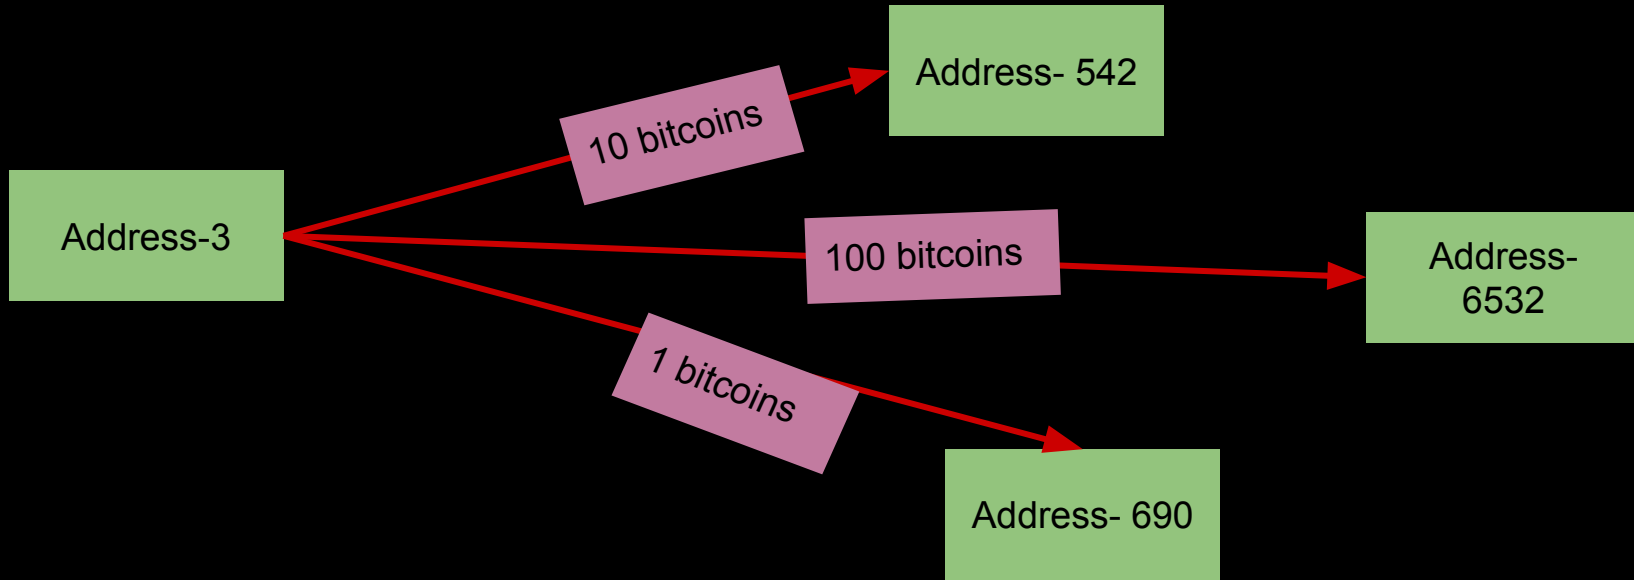 Address- 542
10 bitcoins
Address-3
100 bitcoins
Address-
6532
1 bitcoins
Address- 690